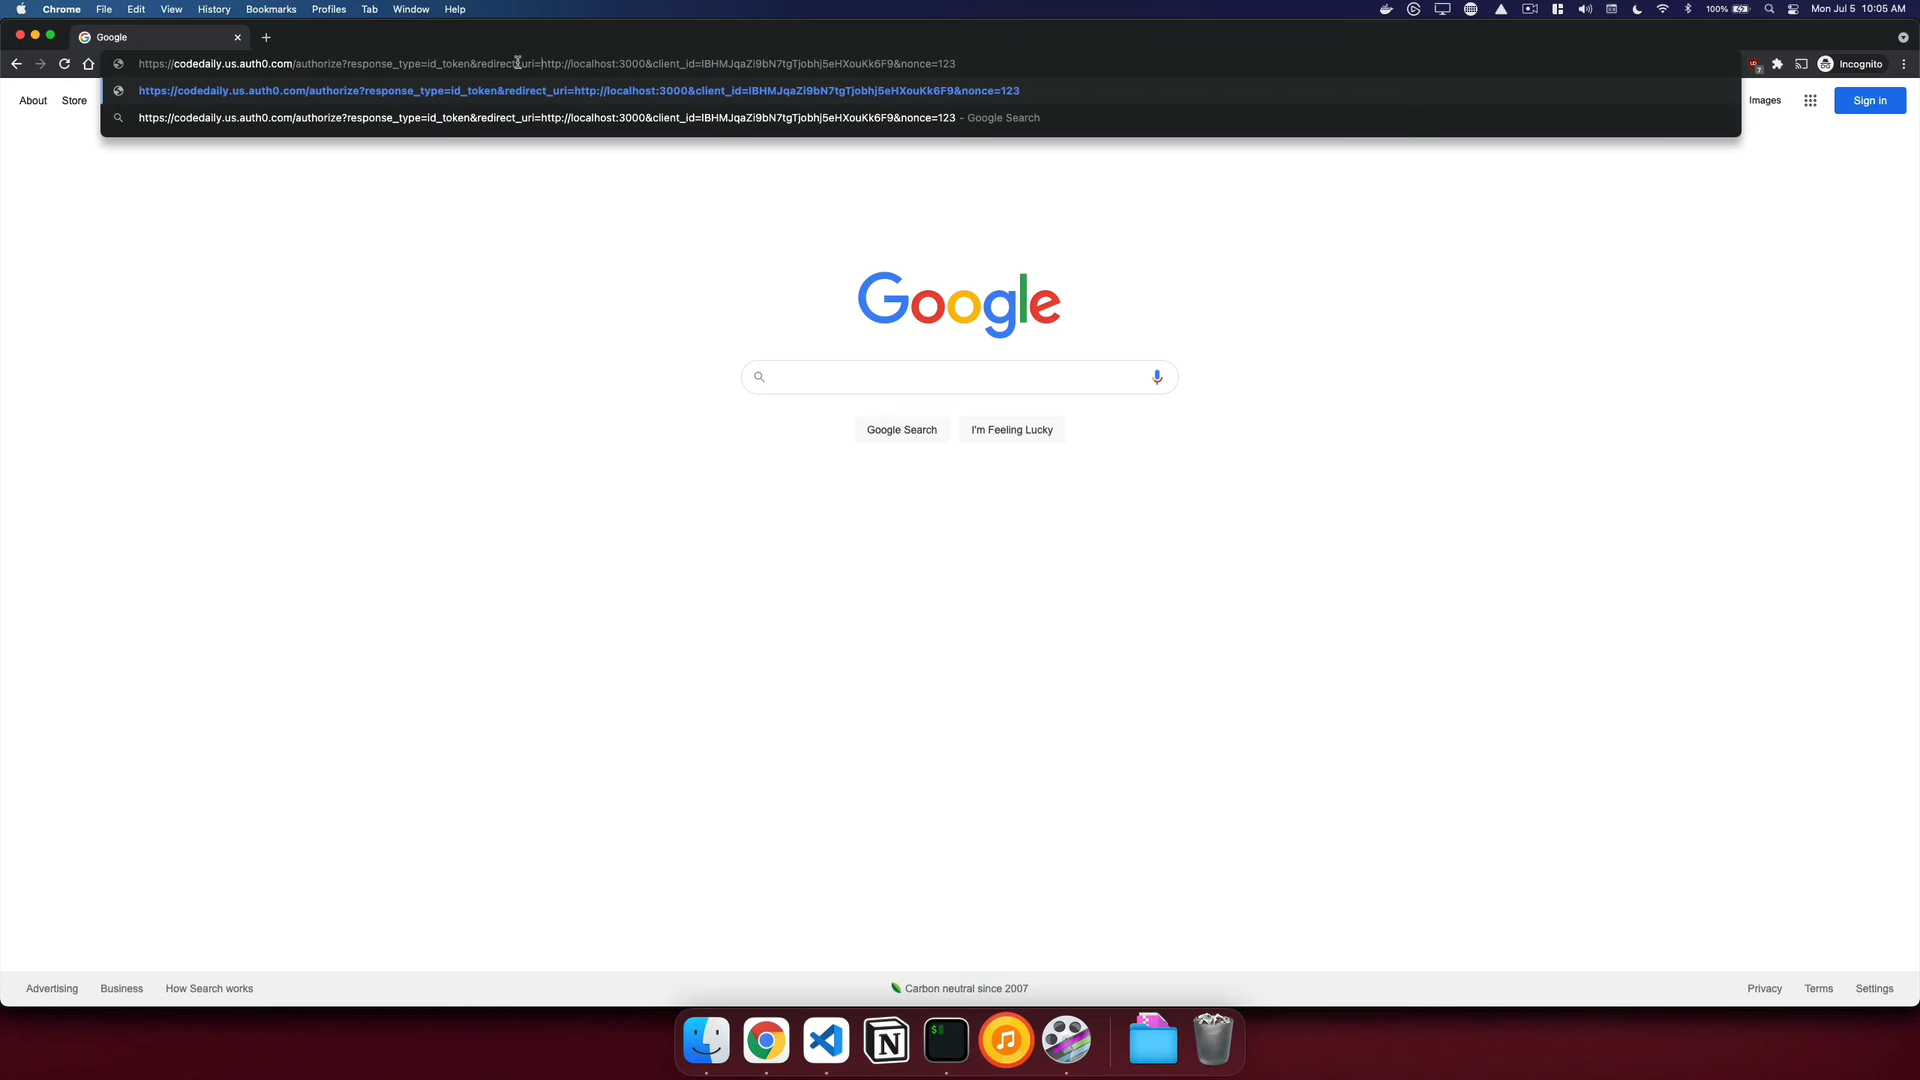 Chrome File Edit View History Bookmarks Profiles Tab Window Help 100% Mon Jul 5 10:05 AM
Google
https://codedaily.us.auth0.com/authorize?response_type=id_token&redirect_uri=http://localhost:3000&client_id=lBHMJqaZi9bN7tgTjobhj5eHXouKk6F9&nonce=123
7
Incognito
https://codedaily.us.auth0.com/authorize?response_type=id_token&redirect_uri=http://localhost:3000&client_id=lBHMJqaZi9bN7tgTjobhj5eHXouKk6F9&nonce=123
About Store Images Sign in
https://codedaily.us.auth0.com/authorize?response_type=id_token&redirect_uri=http://localhost:3000&client_id=lBHMJqaZi9bN7tgTjobhj5eHXouKk6F9&nonce=123 - Google Search
Google
Google Search I'm Feeling Lucky
Advertising Business How Search works Carbon neutral since 2007 Privacy Terms Settings